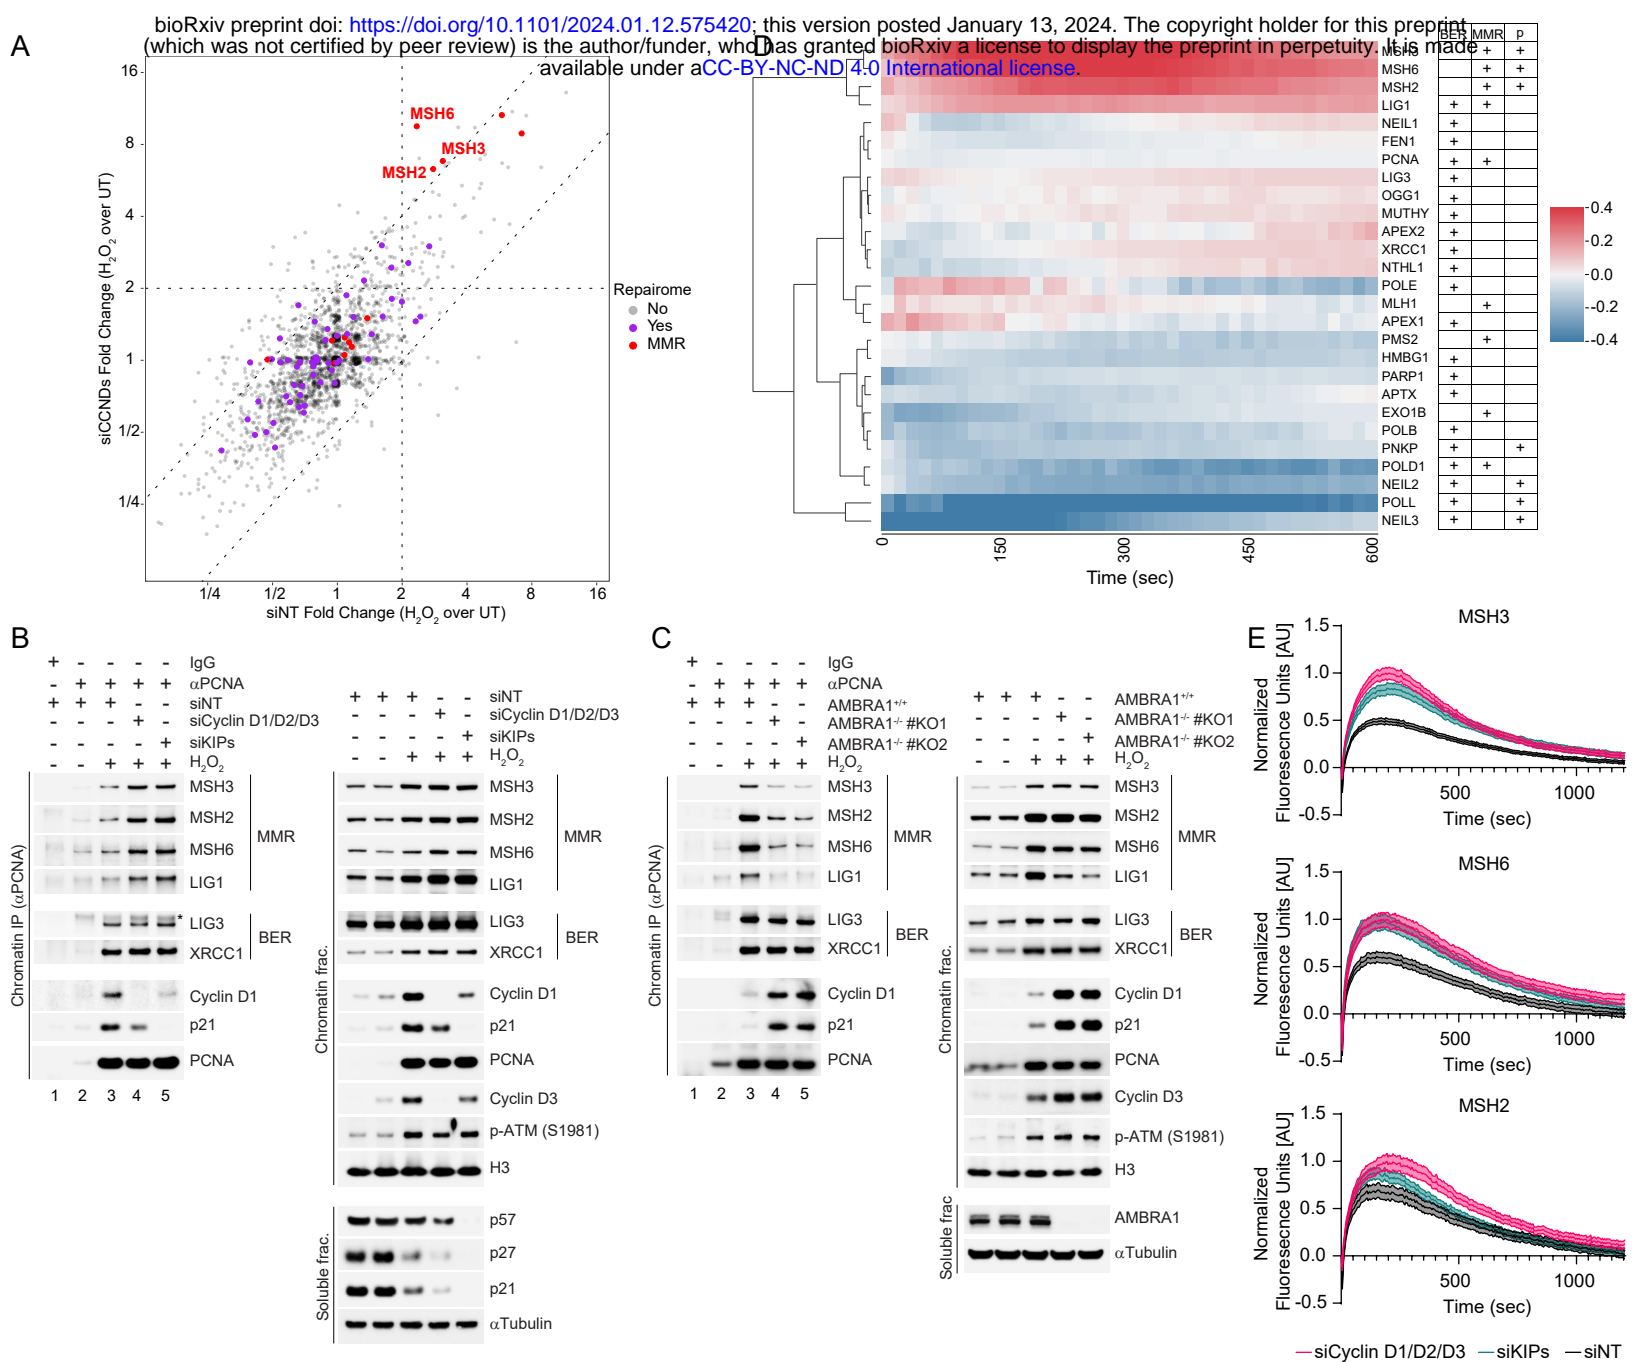 bioRxiv preprint doi: https://doi.org/10.1101/2024.01.12.575420; this version posted January 13, 2024. The copyright holder for this preprint
(which was not certified by peer review) is the author/funder, who has granted bioRxiv a license to display the preprint in perpetuity. It is made
available under aCC-BY-NC-ND 4.0 International license.
A
siCCNDs Fold Change (H2O2 over UT)
16
8
4
2
1
1/2
1/4
MSH6
MSH3
MSH2
1/4 1/2 1 2 4 8 16
siNT Fold Change (H2O2 over UT)
Repairome
No
Yes
MMR
D
BER MMR p
MSH3 + +
MSH6 + +
MSH2 + +
LIG1 + +
NEIL1 +
FEN1 +
PCNA + +
LIG3 +
OGG1 +
MUTHY +
APEX2 +
XRCC1 +
NTHL1 +
POLE +
MLH1 +
APEX1 +
PMS2 +
HMBG1 +
PARP1 +
APTX +
EXO1B +
POLB +
PNKP + +
POLD1 + +
NEIL2 + +
POLL + +
NEIL3 + +
0 150 300 450 600
Time (sec)
0.4
0.2
0.0
-0.2
-0.4
B
+ - - - - IgG
- + + + + αPCNA
+ + + - - siNT
- - - + - siCyclin D1/D2/D3
- - - - + siKIPs
- - + + + H2O2
Chromatin IP (αPCNA)
MSH3
MSH2
MSH6
LIG1
MMR
LIG3
*
XRCC1
BER
Cyclin D1
p21
PCNA
1 2 3 4 5
+ + + - - siNT
- - - + - siCyclin D1/D2/D3
- - - - + siKIPs
- - + + + H2O2
Chromatin frac.
MSH3
MSH2
MSH6
LIG1
MMR
LIG3
XRCC1
BER
Cyclin D1
p21
PCNA
Cyclin D3
p-ATM (S1981)
H3
Soluble frac.
p57
p27
p21
αTubulin
C
+ - - - - IgG
- + + + + αPCNA
+ + + - - AMBRA1+/+
- - - + - AMBRA1-/- #KO1
- - - - + AMBRA1-/- #KO2
- - + + + H2O2
Chromatin IP (αPCNA)
MSH3
MSH2
MSH6
LIG1
MMR
LIG3
XRCC1
BER
Cyclin D1
p21
PCNA
1 2 3 4 5
+ + + - - AMBRA1+/+
- - - + - AMBRA1-/- #KO1
- - - - + AMBRA1-/- #KO2
- - + + + H2O2
Chromatin frac.
MSH3
MSH2
MSH6
LIG1
MMR
LIG3
XRCC1
BER
Cyclin D1
p21
PCNA
Cyclin D3
p-ATM (S1981)
H3
Soluble frac
AMBRA1
αTubulin
E
MSH3
Normalized
Fluoresecnce Units [AU]
1.5
1.0
0.5
0.0
-0.5
500 1000
Time (sec)
MSH6
Normalized
Fluoresecnce Units [AU]
1.5
1.0
0.5
0.0
-0.5
500 1000
Time (sec)
MSH2
Normalized
Fluoresecnce Units [AU]
1.5
1.0
0.5
0.0
-0.5
500 1000
Time (sec)
siCyclin D1/D2/D3 siKIPs siNT